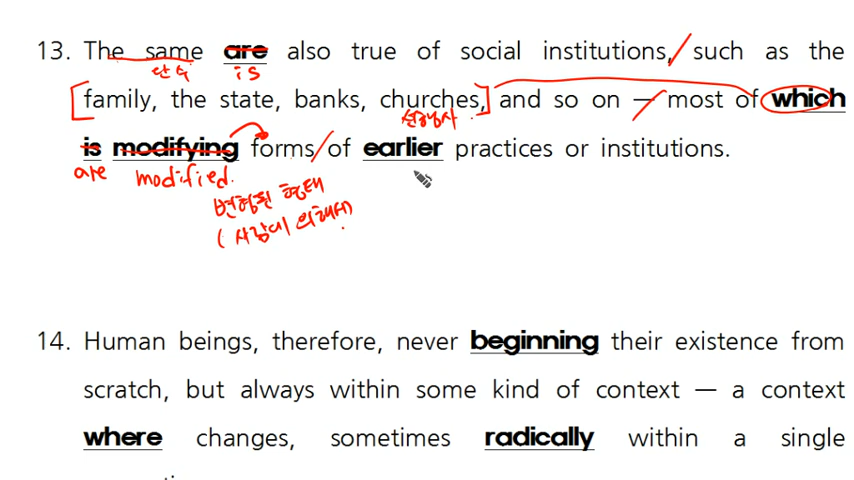 13. The same are also true of social institutions, such as the
단수 is
family, the state, banks, churches, and so on — most of which
선행사
is modifying forms of earlier practices or institutions.
are modified.
변형된 형태
(사람에 의해서)
14. Human beings, therefore, never beginning their existence from
scratch, but always within some kind of context — a context
where changes, sometimes radically within a single